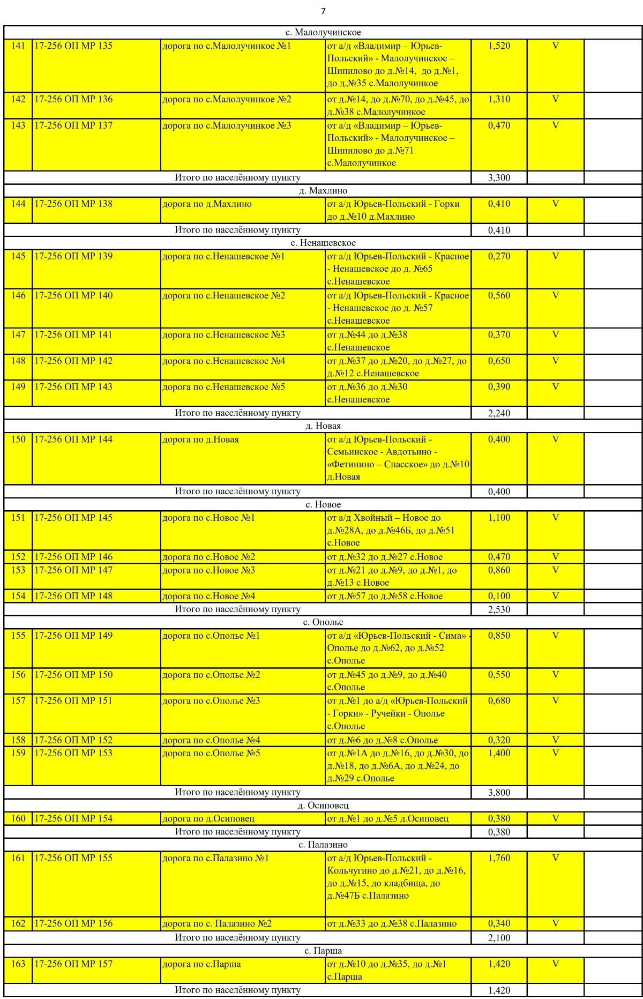 7
с. Малолучинское
141 17-256 ОП МР 135 дорога по с.Малолучинкое №1 от а/д «Владимир – Юрьев- 1,520 V
Польский» - Малолучинское –
Шипилово до д.№14, до д.№1,
до д.№35 с.Малолучинкое
142 17-256 ОП МР 136 дорога по с.Малолучинкое №2 от д.№14, до д.№70, до д.№45, до 1,310 V
д.№38 с.Малолучинкое
143 17-256 ОП МР 137 дорога по с.Малолучинкое №3 от а/д «Владимир – Юрьев- 0,470 V
Польский» - Малолучинское –
Шипилово до д.№71
с.Малолучинкое
Итого по населённому пункту 3,300
д. Махлино
144 17-256 ОП МР 138 дорога по д.Махлино от а/д Юрьев-Польский - Горки 0,410 V
до д.№10 д.Махлино
Итого по населённому пункту 0,410
с. Ненашевское
145 17-256 ОП МР 139 дорога по с.Ненашевское №1 от а/д Юрьев-Польский - Красное 0,270 V
- Ненашевское до д. №65
с.Ненашевское
146 17-256 ОП МР 140 дорога по с.Ненашевское №2 от а/д Юрьев-Польский - Красное 0,560 V
- Ненашевское до д. №57
с.Ненашевское
147 17-256 ОП МР 141 дорога по с.Ненашевское №3 от д.№44 до д.№38 0,370 V
с.Ненашевское
148 17-256 ОП МР 142 дорога по с.Ненашевское №4 от д.№37 до д.№20, до д.№27, до 0,650 V
д.№12 с.Ненашевское
149 17-256 ОП МР 143 дорога по с.Ненашевское №5 от д.№36 до д.№30 0,390 V
с.Ненашевское
Итого по населённому пункту 2,240
д. Новая
150 17-256 ОП МР 144 дорога по д.Новая от а/д Юрьев-Польский - 0,400 V
Семьинское - Авдотьино -
«Фетинино – Спасское» до д.№10
д.Новая
Итого по населённому пункту 0,400
с. Новое
151 17-256 ОП МР 145 дорога по с.Новое №1 от а/д Хвойный – Новое до 1,100 V
д.№28А, до д.№46Б, до д.№51
с.Новое
152 17-256 ОП МР 146 дорога по с.Новое №2 от д.№32 до д.№27 с.Новое 0,470 V
153 17-256 ОП МР 147 дорога по с.Новое №3 от д.№21 до д.№9, до д.№1, до 0,860 V
д.№13 с.Новое
154 17-256 ОП МР 148 дорога по с.Новое №4 от д.№57 до д.№58 с.Новое 0,100 V
Итого по населённому пункту 2,530
с. Ополье
155 17-256 ОП МР 149 дорога по с.Ополье №1 от а/д «Юрьев-Польский - Сима» - 0,850 V
Ополье до д.№62, до д.№52
с.Ополье
156 17-256 ОП МР 150 дорога по с.Ополье №2 от д.№45 до д.№9, до д.№40 0,550 V
с.Ополье
157 17-256 ОП МР 151 дорога по с.Ополье №3 от д.№1 до а/д «Юрьев-Польский 0,680 V
- Горки» - Ручейки - Ополье
с.Ополье
158 17-256 ОП МР 152 дорога по с.Ополье №4 от д.№6 до д.№8 с.Ополье 0,320 V
159 17-256 ОП МР 153 дорога по с.Ополье №5 от д.№1А до д.№16, до д.№30, до 1,400 V
д.№18, до д.№6А, до д.№24, до
д.№29 с.Ополье
Итого по населённому пункту 3,800
д. Осиповец
160 17-256 ОП МР 154 дорога по д.Осиповец от д.№1 до д.№5 д.Осиповец 0,380 V
Итого по населённому пункту 0,380
с. Палазино
161 17-256 ОП МР 155 дорога по с.Палазино №1 от а/д Юрьев-Польский - 1,760 V
Кольчугино до д.№21, до д.№16,
до д.№15, до кладбища, до
д.№47Б с.Палазино
162 17-256 ОП МР 156 дорога по с. Палазино №2 от д.№33 до д.№38 с.Палазино 0,340 V
Итого по населённому пункту 2,100
с. Парша
163 17-256 ОП МР 157 дорога по с.Парша от д.№10 до д.№35, до д.№1 1,420 V
с.Парша
Итого по населённому пункту 1,420